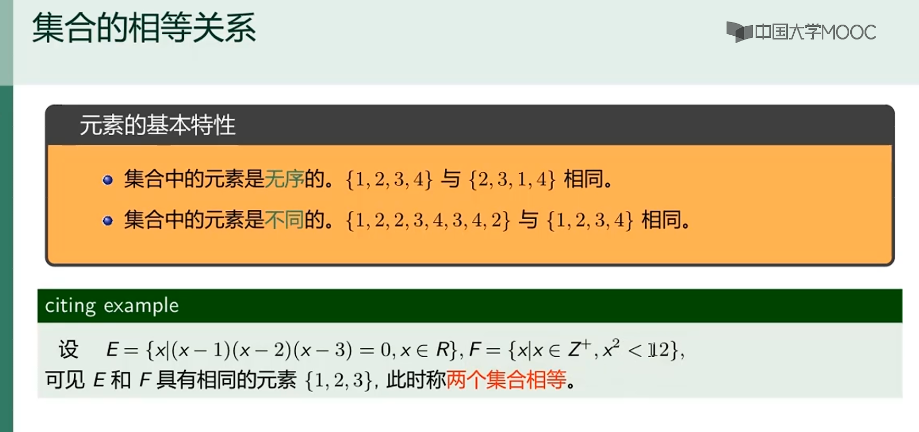 集合的相等关系
中国大学MOOC
元素的基本特性
集合中的元素是无序的。{1, 2, 3, 4} 与 {2, 3, 1, 4} 相同。
集合中的元素是不同的。{1, 2, 2, 3, 4, 3, 4, 2} 与 {1, 2, 3, 4} 相同。
citing example
设 E = {x|(x − 1)(x − 2)(x − 3) = 0, x ∈ R}, F = {x|x ∈ Z⁺, x² < 12},
可见 E 和 F 具有相同的元素 {1, 2, 3}, 此时称两个集合相等。